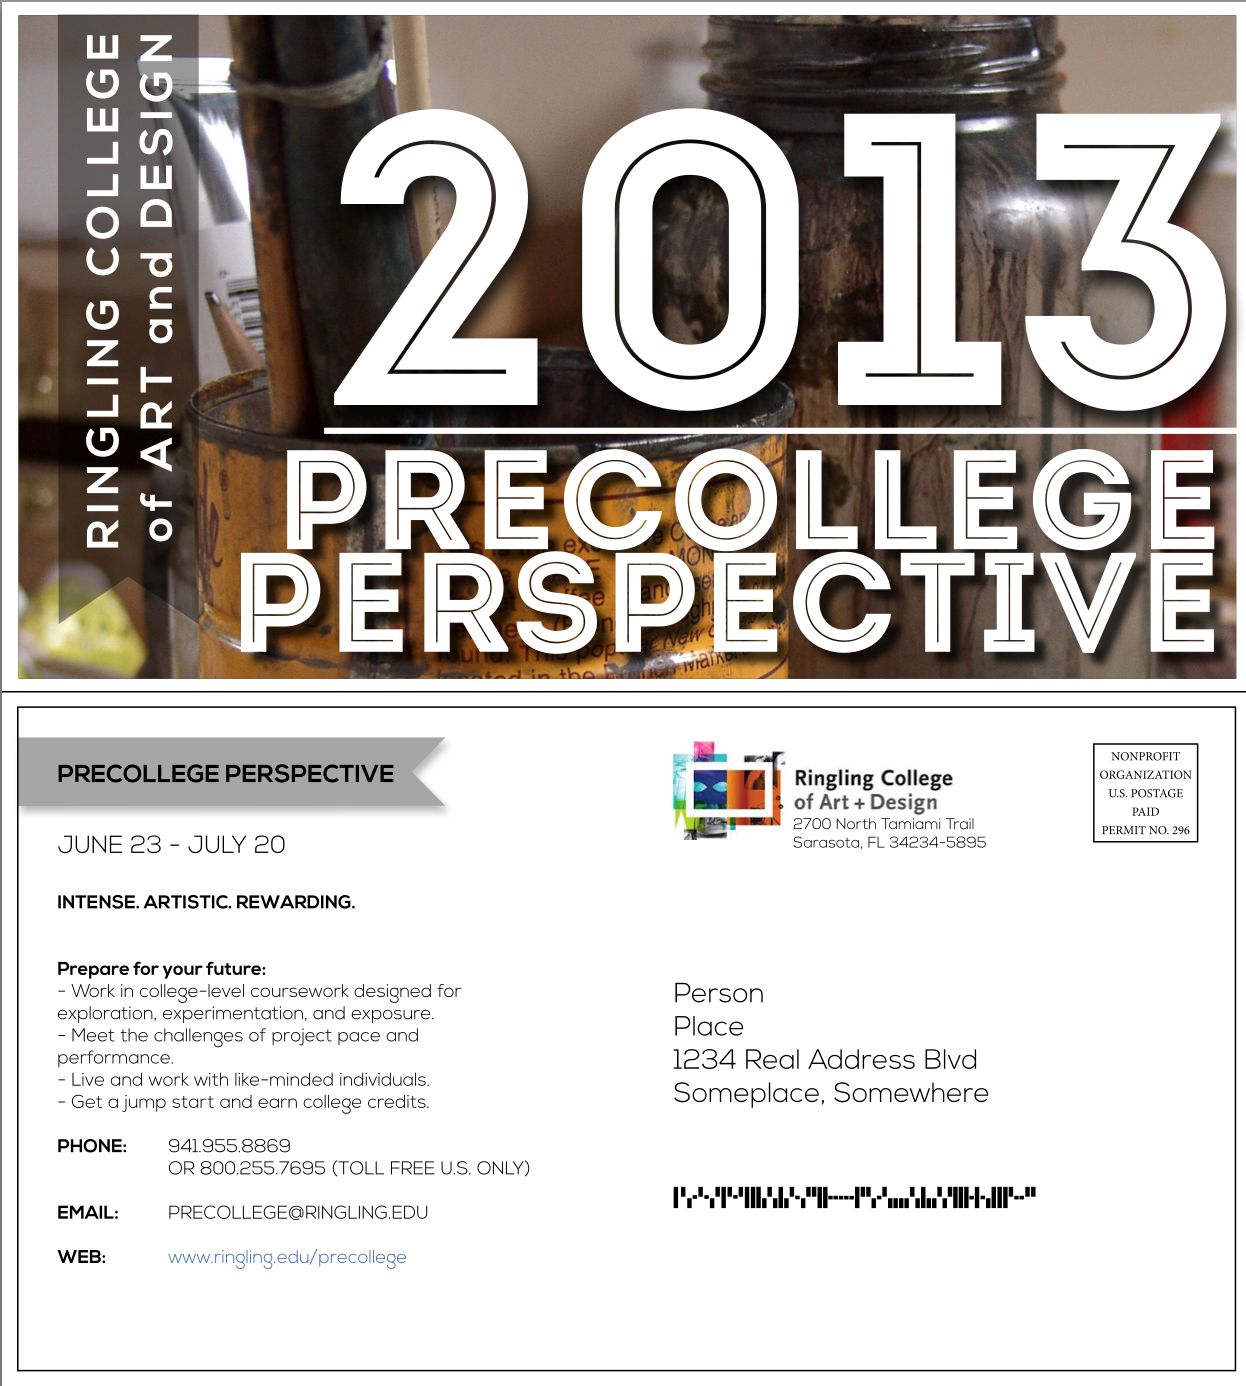 RINGLING COLLEGE
of ART and DESIGN
2013
PRECOLLEGE
PERSPECTIVE
PRECOLLEGE PERSPECTIVE
JUNE 23 - JULY 20
INTENSE. ARTISTIC. REWARDING.
Prepare for your future:
- Work in college-level coursework designed for
exploration, experimentation, and exposure.
- Meet the challenges of project pace and
performance.
- Live and work with like-minded individuals.
- Get a jump start and earn college credits.
PHONE: 941.955.8869
OR 800.255.7695 (TOLL FREE U.S. ONLY)
EMAIL: PRECOLLEGE@RINGLING.EDU
WEB: www.ringling.edu/precollege
Ringling College
of Art + Design
2700 North Tamiami Trail
Sarasota, FL 34234-5895
NONPROFIT
ORGANIZATION
U.S. POSTAGE
PAID
PERMIT NO. 296
Person
Place
1234 Real Address Blvd
Someplace, Somewhere